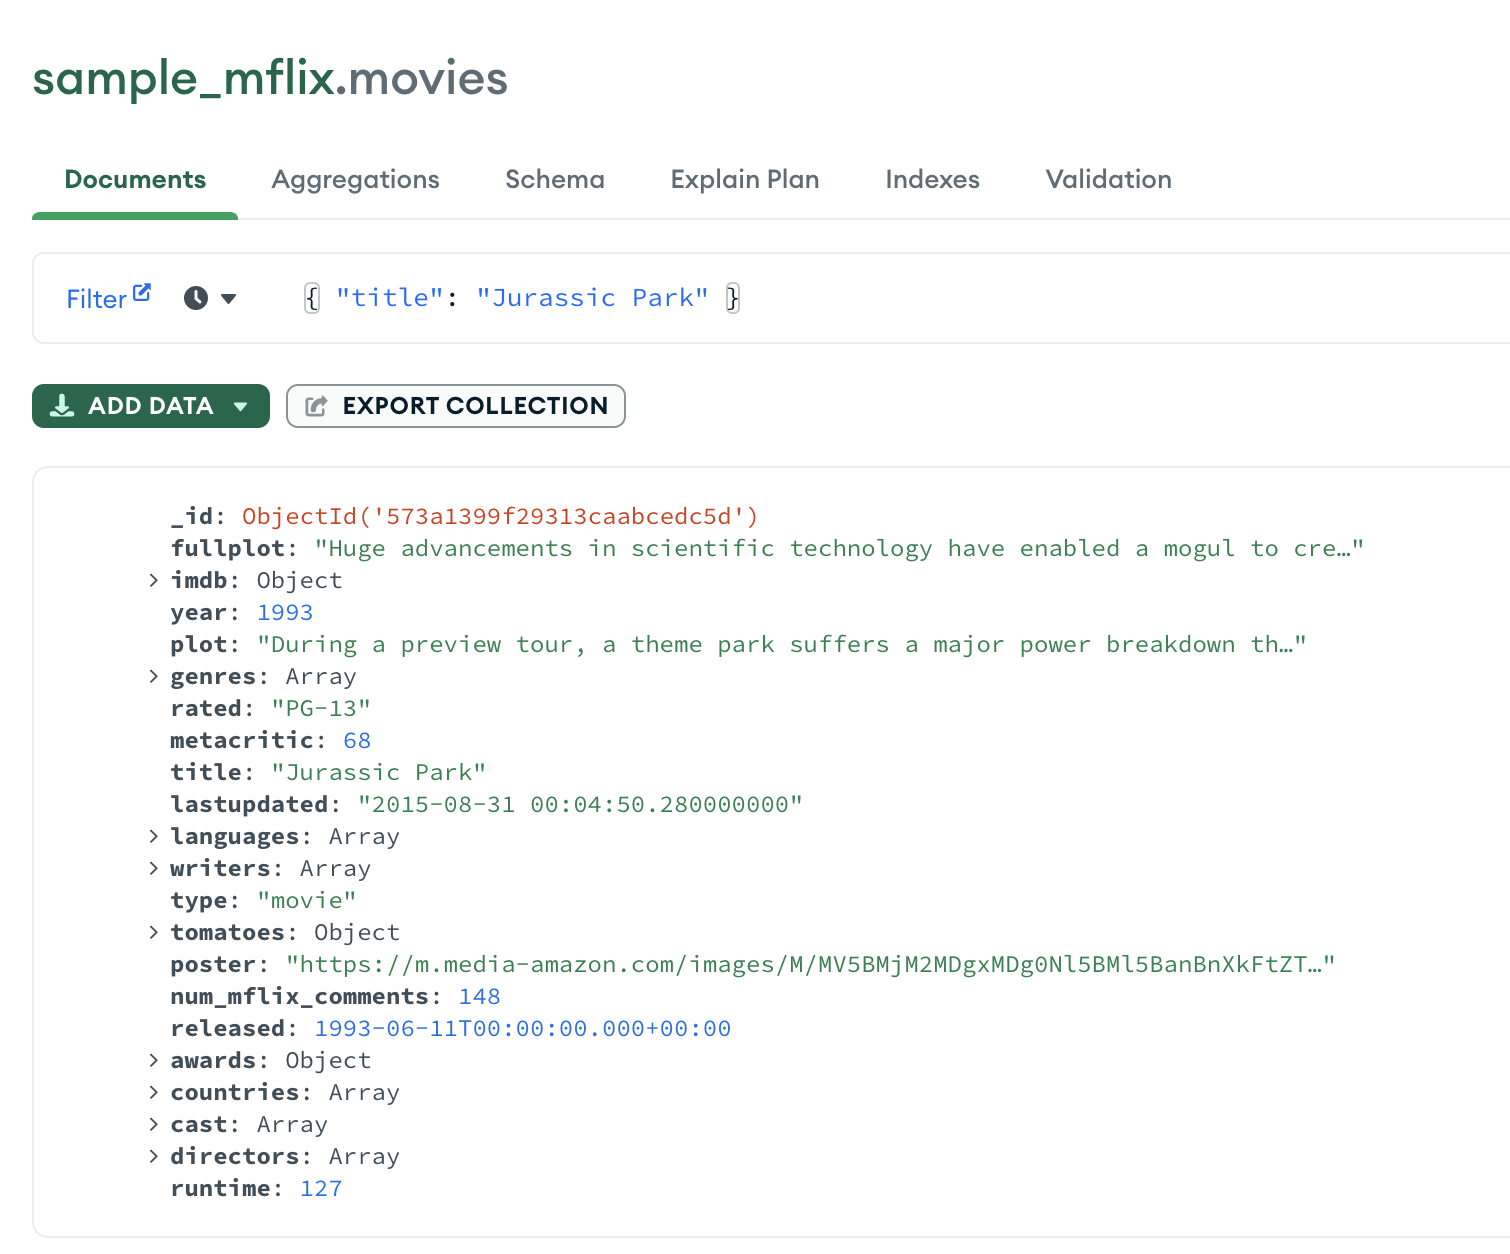 sample_mflix.movies
Documents Aggregations Schema Explain Plan Indexes Validation
Filter { "title": "Jurassic Park" }
ADD DATA EXPORT COLLECTION
_id: ObjectId('573a1399f29313caabcedc5d')
fullplot: "Huge advancements in scientific technology have enabled a mogul to cre…"
imdb: Object
year: 1993
plot: "During a preview tour, a theme park suffers a major power breakdown th…"
genres: Array
rated: "PG-13"
metacritic: 68
title: "Jurassic Park"
lastupdated: "2015-08-31 00:04:50.280000000"
languages: Array
writers: Array
type: "movie"
tomatoes: Object
poster: "https://m.media-amazon.com/images/M/MV5BMjM2MDgxMDg0Nl5BMl5BanBnXkFtZT…"
num_mflix_comments: 148
released: 1993-06-11T00:00:00.000+00:00
awards: Object
countries: Array
cast: Array
directors: Array
runtime: 127